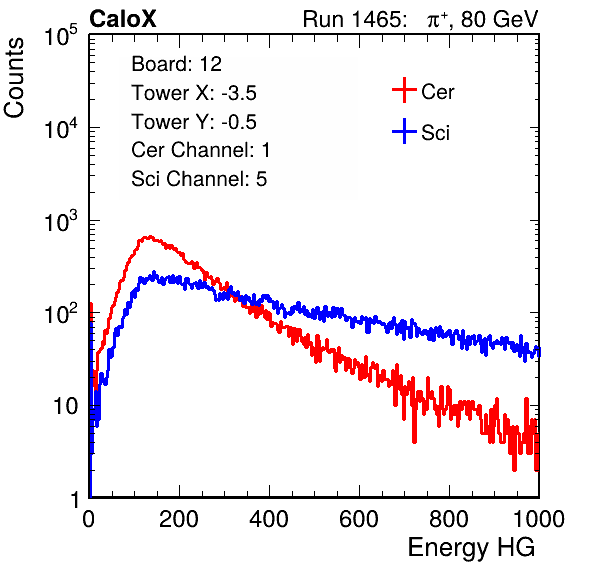 CaloX Run 1465: π⁺, 80 GeV
Counts
10⁵
10⁴
10³
10²
10
1
Board: 12
Tower X: -3.5
Tower Y: -0.5
Cer Channel: 1
Sci Channel: 5
Cer
Sci
0 200 400 600 800 1000
Energy HG